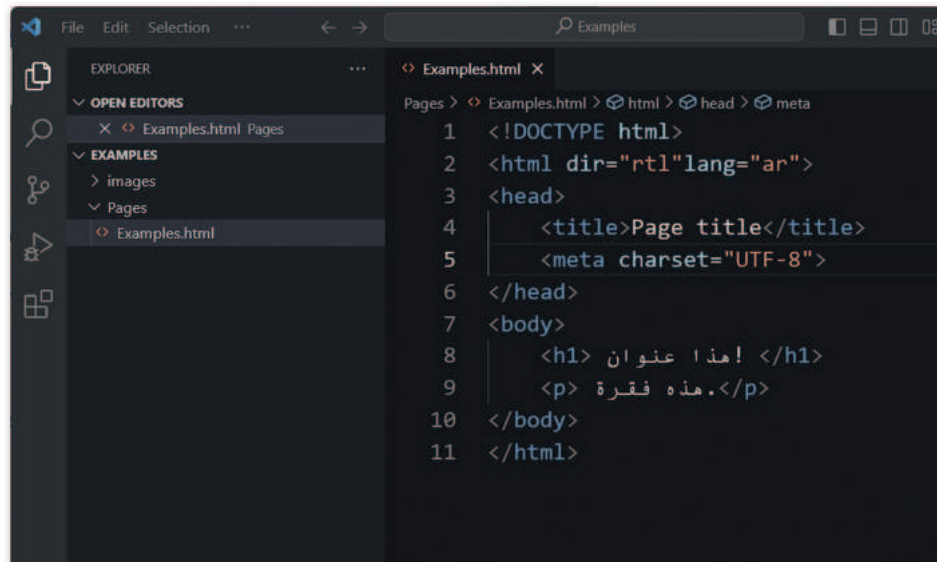 File Edit Selection ··· ← → Examples
EXPLORER ···
OPEN EDITORS
Examples.html Pages
EXAMPLES
images
Pages
Examples.html
Examples.html
Pages > Examples.html > html > head > meta
1 <!DOCTYPE html>
2 <html dir="rtl"lang="ar">
3 <head>
4 <title>Page title</title>
5 <meta charset="UTF-8">
6 </head>
7 <body>
8 <h1> هذا عنوان! </h1>
9 <p> هذه فقرة.</p>
10 </body>
11 </html>